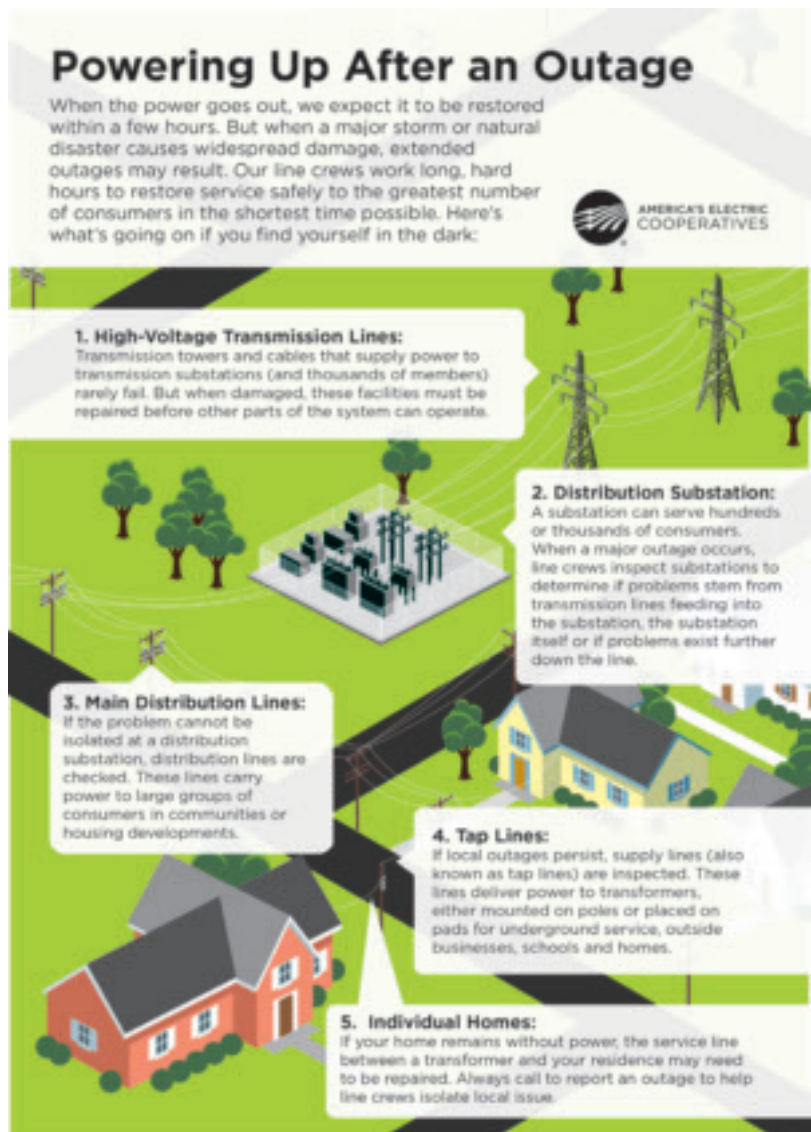 Powering Up After an Outage
When the power goes out, we expect it to be restored
within a few hours. But when a major storm or natural
disaster causes widespread damage, extended
outages may result. Our line crews work long, hard
hours to restore service safely to the greatest number
of consumers in the shortest time possible. Here's
what's going on if you find yourself in the dark:
AMERICA'S ELECTRIC
COOPERATIVES
1. High-Voltage Transmission Lines:
Transmission towers and cables that supply power to
transmission substations (and thousands of members)
rarely fail. But when damaged, these facilities must be
repaired before other parts of the system can operate.
2. Distribution Substation:
A substation can serve hundreds
or thousands of consumers.
When a major outage occurs,
line crews inspect substations to
determine if problems stem from
transmission lines feeding into
the substation, the substation
itself or if problems exist further
down the line.
3. Main Distribution Lines:
If the problem cannot be
isolated at a distribution
substation, distribution lines are
checked. These lines carry
power to large groups of
consumers in communities or
housing developments.
4. Tap Lines:
If local outages persist, supply lines (also
known as tap lines) are inspected. These
lines deliver power to transformers,
either mounted on poles or placed on
pads for underground service, outside
businesses, schools and homes.
5. Individual Homes:
If your home remains without power, the service line
between a transformer and your residence may need
to be repaired. Always call to report an outage to help
line crews isolate local issue.